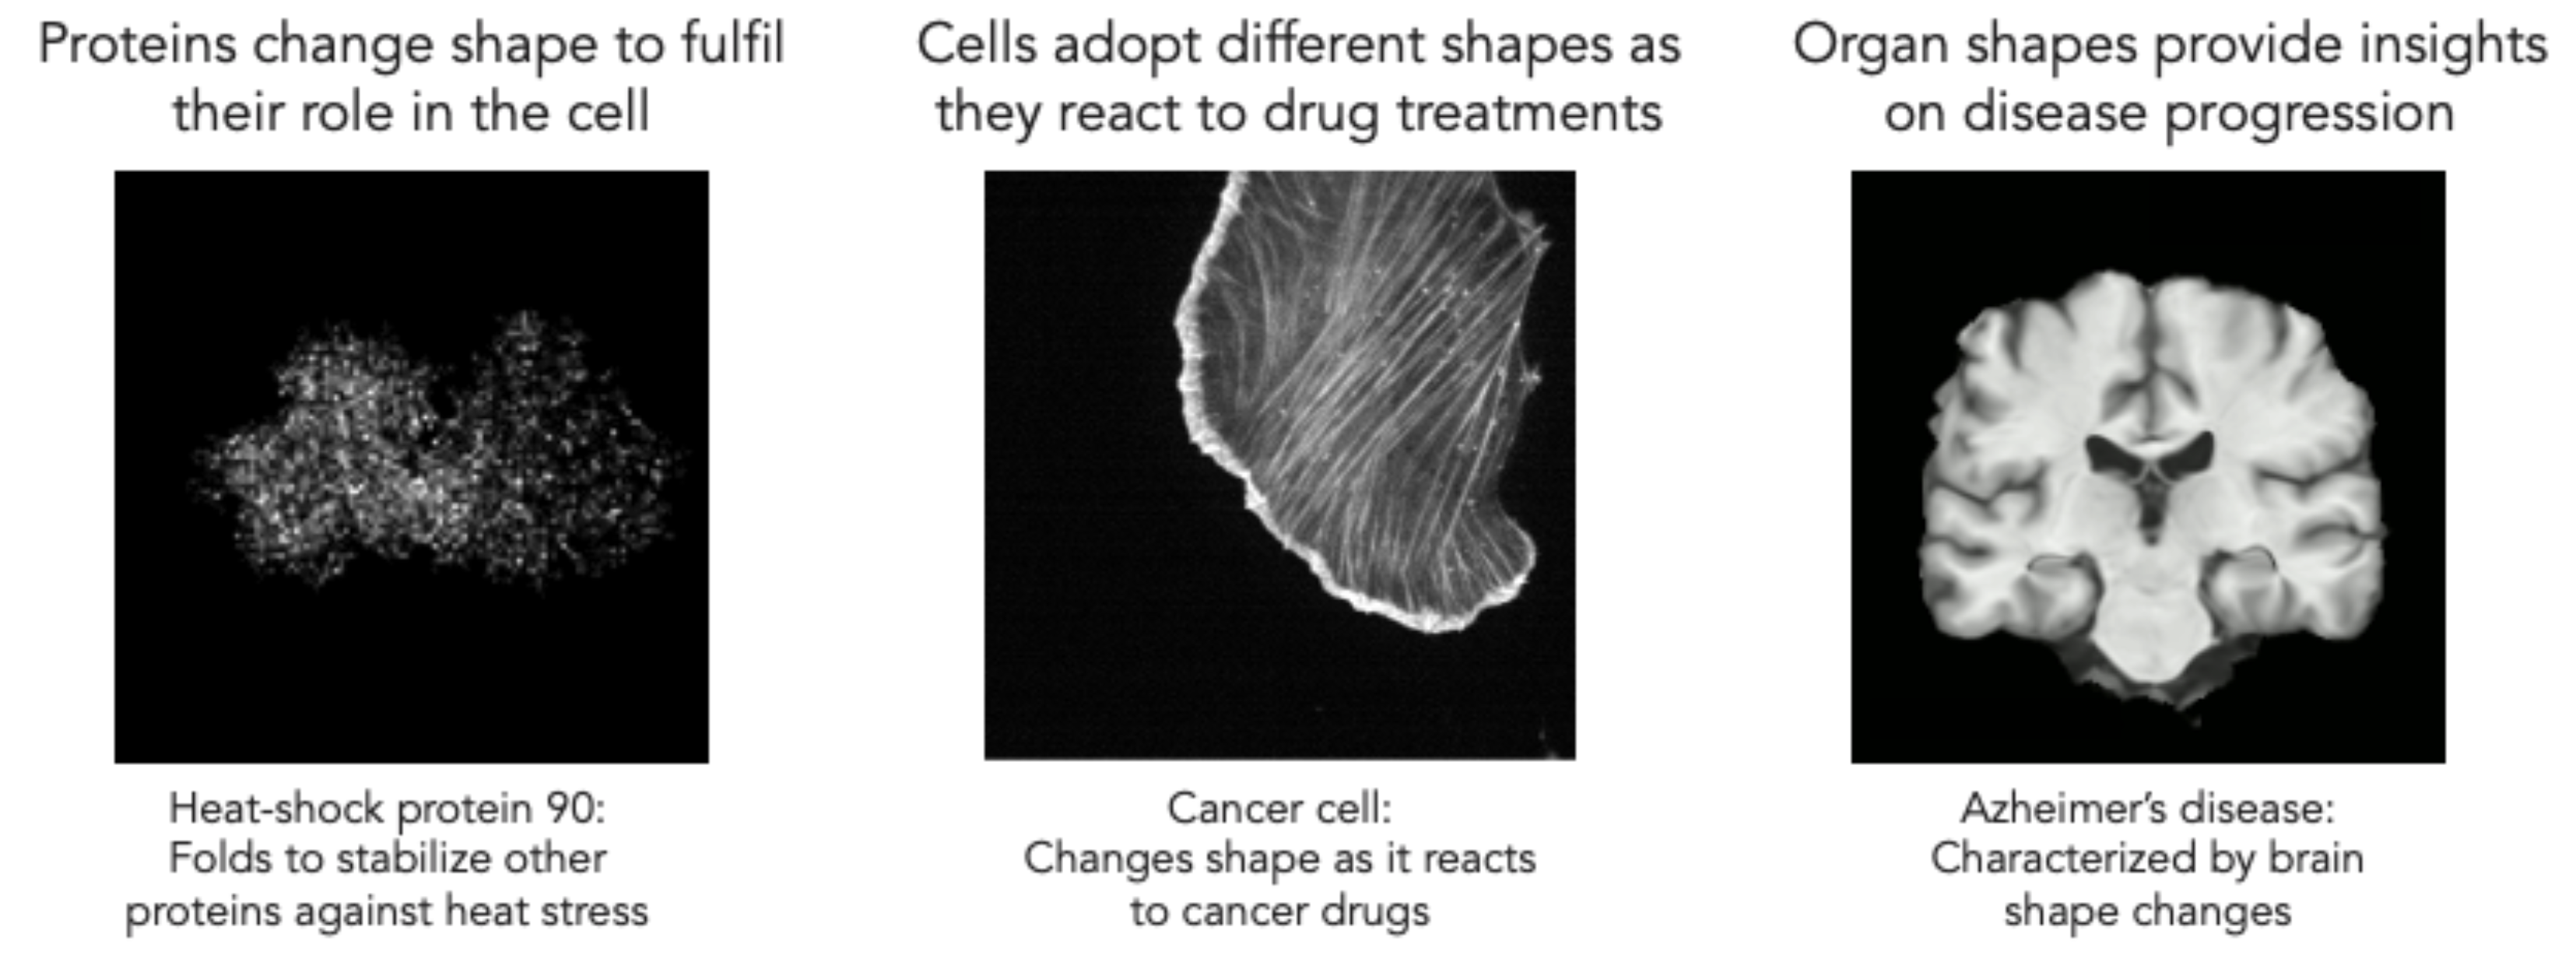 Proteins change shape to fulfil
their role in the cell
Cells adopt different shapes as
they react to drug treatments
Organ shapes provide insights
on disease progression
Heat-shock protein 90:
Folds to stabilize other
proteins against heat stress
Cancer cell:
Changes shape as it reacts
to cancer drugs
Azheimer’s disease:
Characterized by brain
shape changes